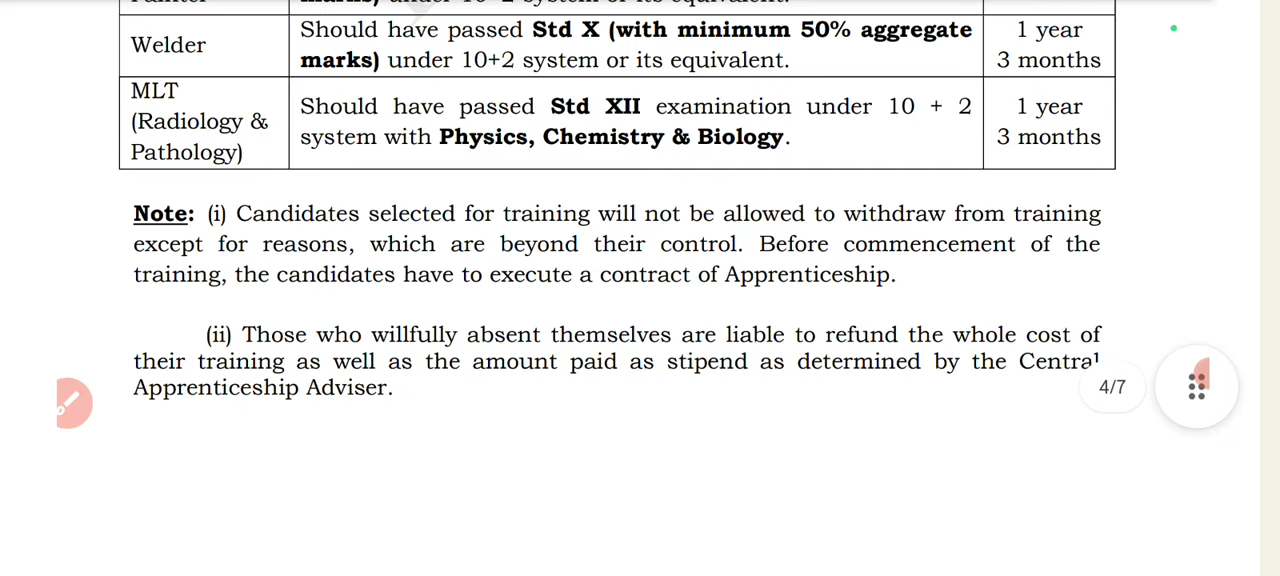 Welder
Should have passed Std X (with minimum 50% aggregate
marks) under 10+2 system or its equivalent.
1 year
3 months
MLT
(Radiology &
Pathology)
Should have passed Std XII examination under 10 + 2
system with Physics, Chemistry & Biology.
1 year
3 months
Note: (i) Candidates selected for training will not be allowed to withdraw from training
except for reasons, which are beyond their control. Before commencement of the
training, the candidates have to execute a contract of Apprenticeship.
(ii) Those who willfully absent themselves are liable to refund the whole cost of
their training as well as the amount paid as stipend as determined by the Central
Apprenticeship Adviser.
4/7